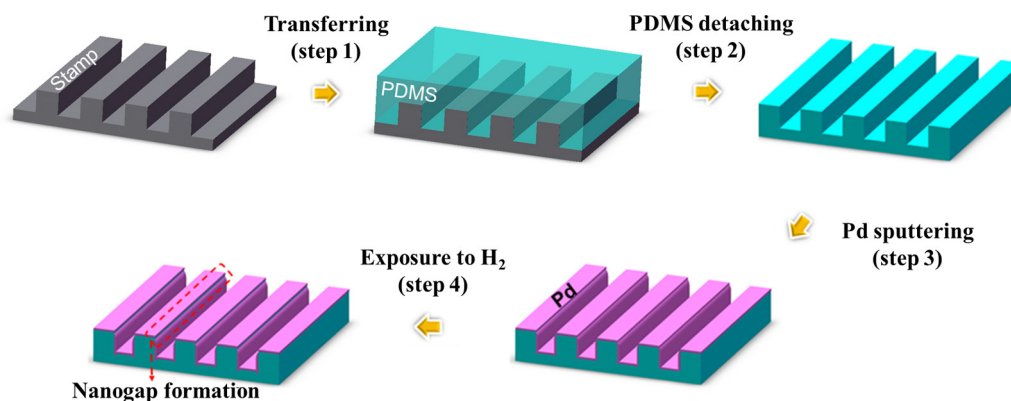 Transferring
(step 1)
PDMS detaching
(step 2)
Stamp
PDMS
Pd sputtering
(step 3)
Exposure to H₂
(step 4)
Pd
Nanogap formation